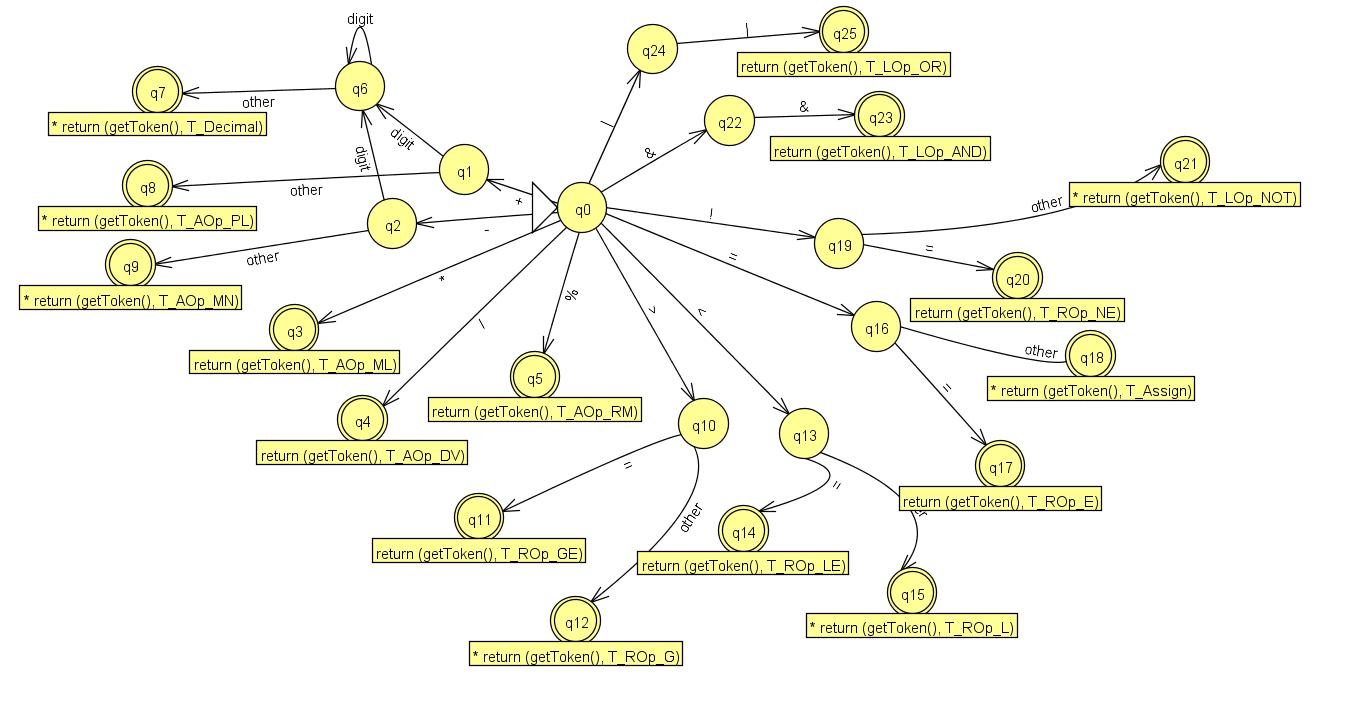 digit
q24
|
q25
return (getToken(), T_LOp_OR)
q7
other
q6
* return (getToken(), T_Decimal)
digit
digit
|
&
q22
&
q23
return (getToken(), T_LOp_AND)
q8
other
q1
* return (getToken(), T_AOp_PL)
+
q0
!
q19
other
q21
* return (getToken(), T_LOp_NOT)
q9
other
q2
-
* return (getToken(), T_AOp_MN)
=
q20
return (getToken(), T_ROp_NE)
q3
*
return (getToken(), T_AOp_ML)
/
%
>
<
=
q16
other
q18
* return (getToken(), T_Assign)
q4
return (getToken(), T_AOp_DV)
q5
return (getToken(), T_AOp_RM)
q10
q13
=
q17
return (getToken(), T_ROp_E)
=
q11
return (getToken(), T_ROp_GE)
other
=
q14
return (getToken(), T_ROp_LE)
q12
* return (getToken(), T_ROp_G)
q15
* return (getToken(), T_ROp_L)